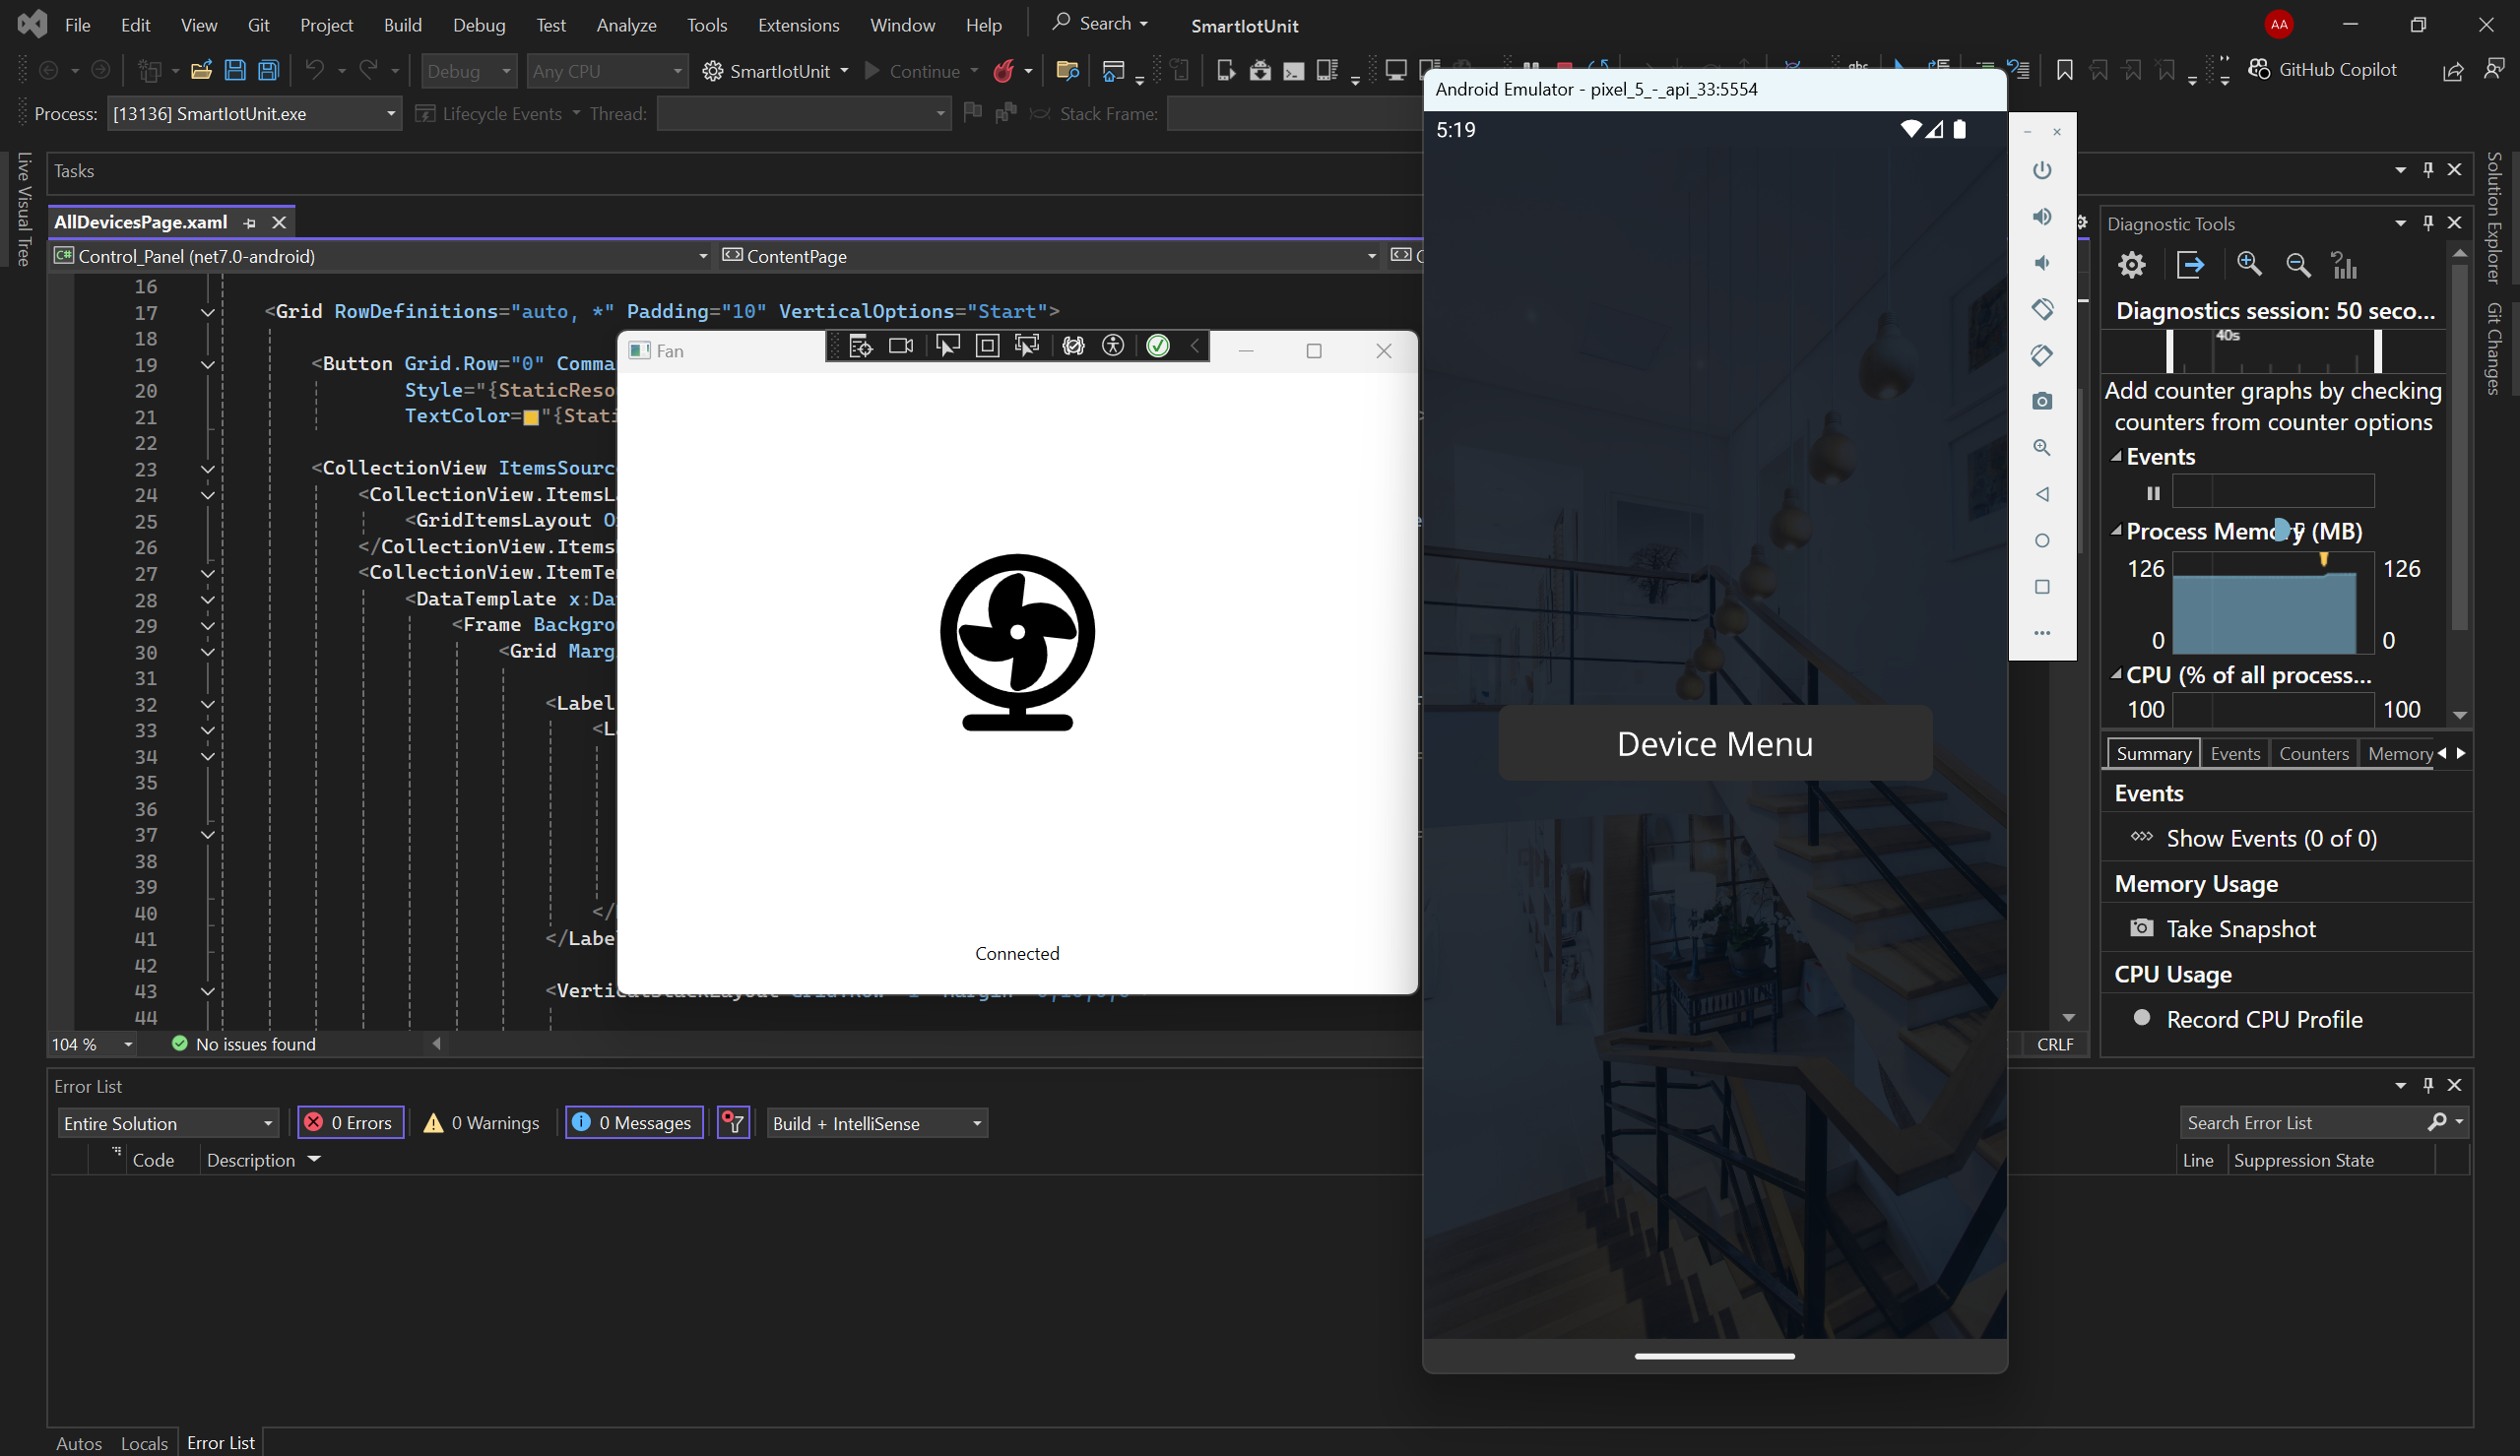 File Edit View Git Project Build Debug Test Analyze Tools Extensions Window Help Search SmartIotUnit AA
Debug Any CPU SmartIotUnit Continue GitHub Copilot
Process: [13136] SmartIotUnit.exe Lifecycle Events Thread: Stack Frame:
Live Visual Tree
Tasks
AllDevicesPage.xaml
Control_Panel (net7.0-android) ContentPage
16
17 <Grid RowDefinitions="auto, *" Padding="10" VerticalOptions="Start">
18
19 <Button Grid.Row="0" Comma
20 Style="{StaticReso
21 TextColor="{Stati
22
23 <CollectionView ItemsSourc
24 <CollectionView.ItemsL
25 <GridItemsLayout O
26 </CollectionView.Items
27 <CollectionView.ItemTe
28 <DataTemplate x:Da
29 <Frame Backgro
30 <Grid Marg
31
32 <Label
33 <L
34
35
36
37
38
39
40 </
41 </Labe
42
43
44
104 % No issues found CRLF
Fan
Connected
Android Emulator - pixel_5_-_api_33:5554
5:19
Device Menu
Diagnostic Tools
Diagnostics session: 50 seco...
40s
Add counter graphs by checking
counters from counter options
Events
Process Memory (MB)
126 126
0 0
CPU (% of all process...
100 100
Summary Events Counters Memory
Events
Show Events (0 of 0)
Memory Usage
Take Snapshot
CPU Usage
Record CPU Profile
Solution Explorer
Git Changes
Error List
Entire Solution 0 Errors 0 Warnings 0 Messages Build + IntelliSense Search Error List
Code Description Line Suppression State
Autos Locals Error List